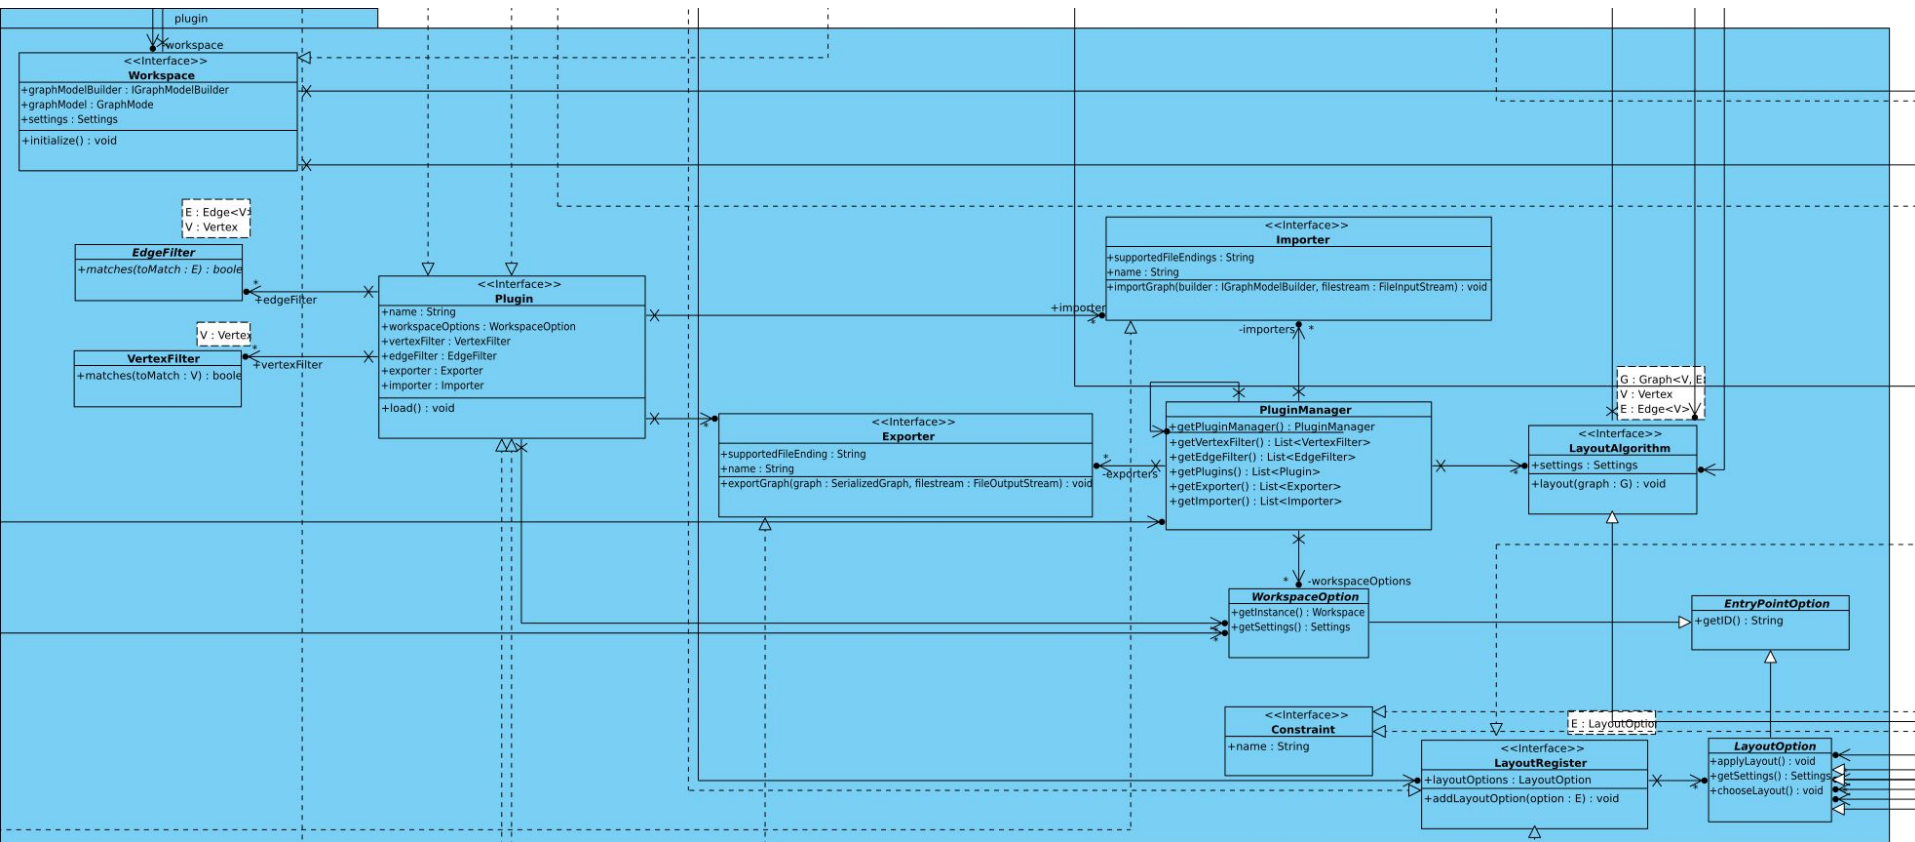 plugin
+workspace
<<Interface>>
Workspace
+graphModelBuilder : IGraphModelBuilder
+graphModel : GraphMode
+settings : Settings
+initialize() : void
E : Edge<V>
V : Vertex
EdgeFilter
+matches(toMatch : E) : boole
*
+edgeFilter
V : Vertex
VertexFilter
+matches(toMatch : V) : boole
*
+vertexFilter
<<Interface>>
Plugin
+name : String
+workspaceOptions : WorkspaceOption
+vertexFilter : VertexFilter
+edgeFilter : EdgeFilter
+exporter : Exporter
+importer : Importer
+load() : void
+importer
*
<<Interface>>
Importer
+supportedFileEndings : String
+name : String
+importGraph(builder : IGraphModelBuilder, filestream : FileInputStream) : void
-importers
*
*
<<Interface>>
Exporter
+supportedFileEnding : String
+name : String
+exportGraph(graph : SerializedGraph, filestream : FileOutputStream) : void
*
-exporters
PluginManager
+getPluginManager() : PluginManager
+getVertexFilter() : List<VertexFilter>
+getEdgeFilter() : List<EdgeFilter>
+getPlugins() : List<Plugin>
+getExporter() : List<Exporter>
+getImporter() : List<Importer>
G : Graph<V, E
V : Vertex
E : Edge<V>
*
<<Interface>>
LayoutAlgorithm
+settings : Settings
+layout(graph : G) : void
*
-workspaceOptions
WorkspaceOption
+getInstance() : Workspace
+getSettings() : Settings
*
*
EntryPointOption
+getID() : String
<<Interface>>
Constraint
+name : String
E : LayoutOptio
<<Interface>>
LayoutRegister
+layoutOptions : LayoutOption
+addLayoutOption(option : E) : void
*
LayoutOption
+applyLayout() : void
+getSettings() : Settings
+chooseLayout() : void